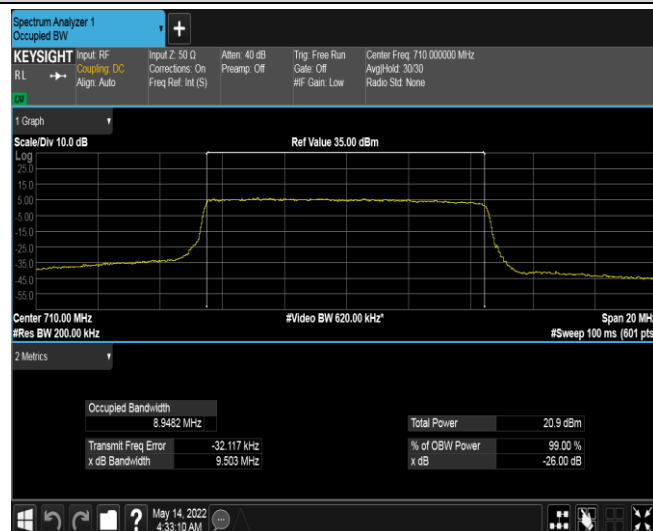 Spectrum Analyzer 1
Occupied BW
+
KEYSIGHT
RL
Input: RF
Coupling: DC
Align: Auto
Input Z: 50 Ω
Corrections: On
Freq Ref: Int (S)
Atten: 40 dB
Preamp: Off
Trig: Free Run
Gate: Off
#IF Gain: Low
Center Freq: 710.000000 MHz
Avg|Hold: 30/30
Radio Std: None
1 Graph
Scale/Div 10.0 dB
Ref Value 35.00 dBm
Log
25.0
15.0
5.00
-5.00
-15.0
-25.0
-35.0
-45.0
-55.0
Center 710.00 MHz
#Video BW 620.00 kHz*
Span 20 MHz
#Res BW 200.00 kHz
#Sweep 100 ms (601 pts
2 Metrics
Occupied Bandwidth
8.9482 MHz
Total Power 20.9 dBm
Transmit Freq Error -32.117 kHz
% of OBW Power 99.00 %
x dB Bandwidth 9.503 MHz
x dB -26.00 dB
?
May 14, 2022
4:33:10 AM